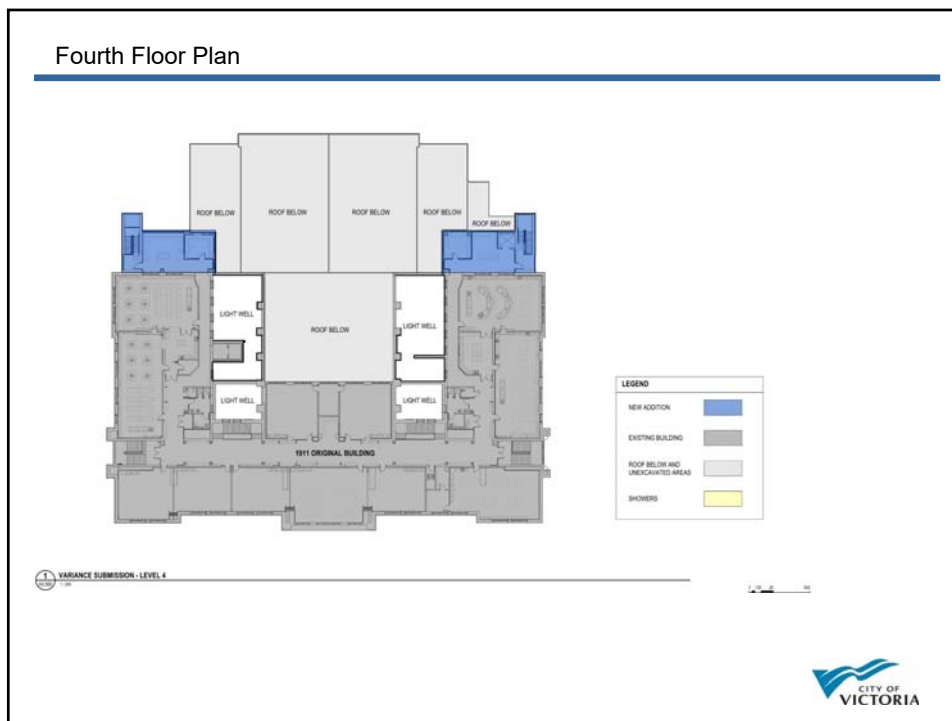 Fourth Floor Plan
ROOF BELOW
ROOF BELOW
ROOF BELOW
ROOF BELOW
ROOF BELOW
LIGHT WELL
ROOF BELOW
LIGHT WELL
LIGHT WELL
LIGHT WELL
1911 ORIGINAL BUILDING
LEGEND
NEW ADDITION
EXISTING BUILDING
ROOF BELOW AND
UNEXCAVATED AREAS
SHOWERS
1
VARIANCE SUBMISSION - LEVEL 4
CITY OF
VICTORIA